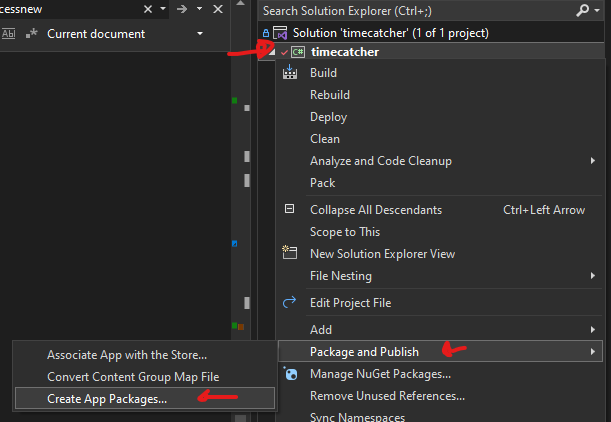 cessnew
Ab
Current document
Search Solution Explorer (Ctrl+;)
Solution 'timecatcher' (1 of 1 project)
C# timecatcher
Build
Rebuild
Deploy
Clean
Analyze and Code Cleanup
Pack
Collapse All Descendants Ctrl+Left Arrow
Scope to This
New Solution Explorer View
File Nesting
Edit Project File
Add
Package and Publish
Manage NuGet Packages...
Remove Unused References...
Sync Namespaces
Associate App with the Store...
Convert Content Group Map File
Create App Packages...